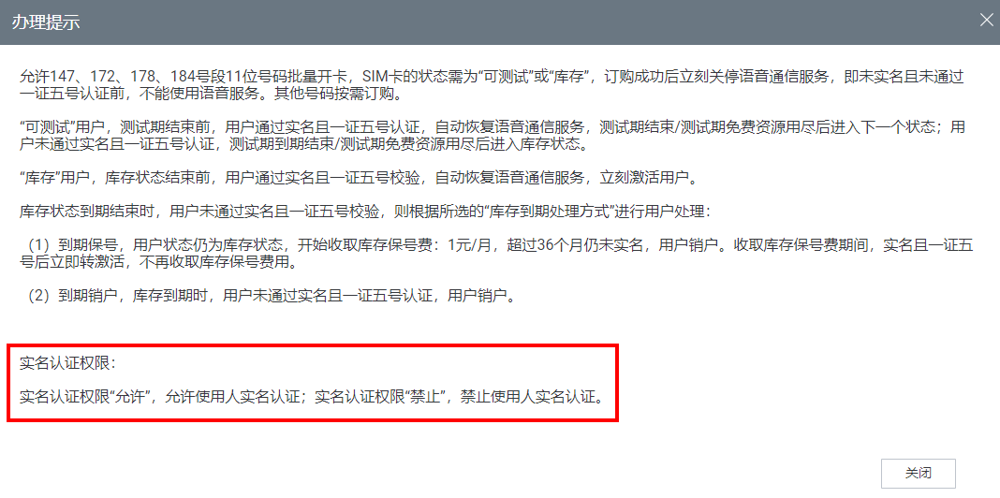 办理提示
允许147、172、178、184号段11位号码批量开卡，SIM卡的状态需为“可测试”或“库存”，订购成功后立刻关停语音通信服务，即未实名且未通过
一证五号认证前，不能使用语音服务。其他号码按需订购。
“可测试”用户，测试期结束前，用户通过实名且一证五号认证，自动恢复语音通信服务，测试期结束/测试期免费资源用尽后进入下一个状态；用
户未通过实名且一证五号认证，测试期到期结束/测试期免费资源用尽后进入库存状态。
“库存”用户，库存状态结束前，用户通过实名且一证五号校验，自动恢复语音通信服务，立刻激活用户。
库存状态到期结束时，用户未通过实名且一证五号校验，则根据所选的“库存到期处理方式”进行用户处理：
（1）到期保号，用户状态仍为库存状态，开始收取库存保号费：1元/月，超过36个月仍未实名，用户销户。收取库存保号费期间，实名且一证五
号后立即转激活，不再收取库存保号费用。
（2）到期销户，库存到期时，用户未通过实名且一证五号认证，用户销户。
实名认证权限：
实名认证权限“允许”，允许使用人实名认证；实名认证权限“禁止”，禁止使用人实名认证。
关闭